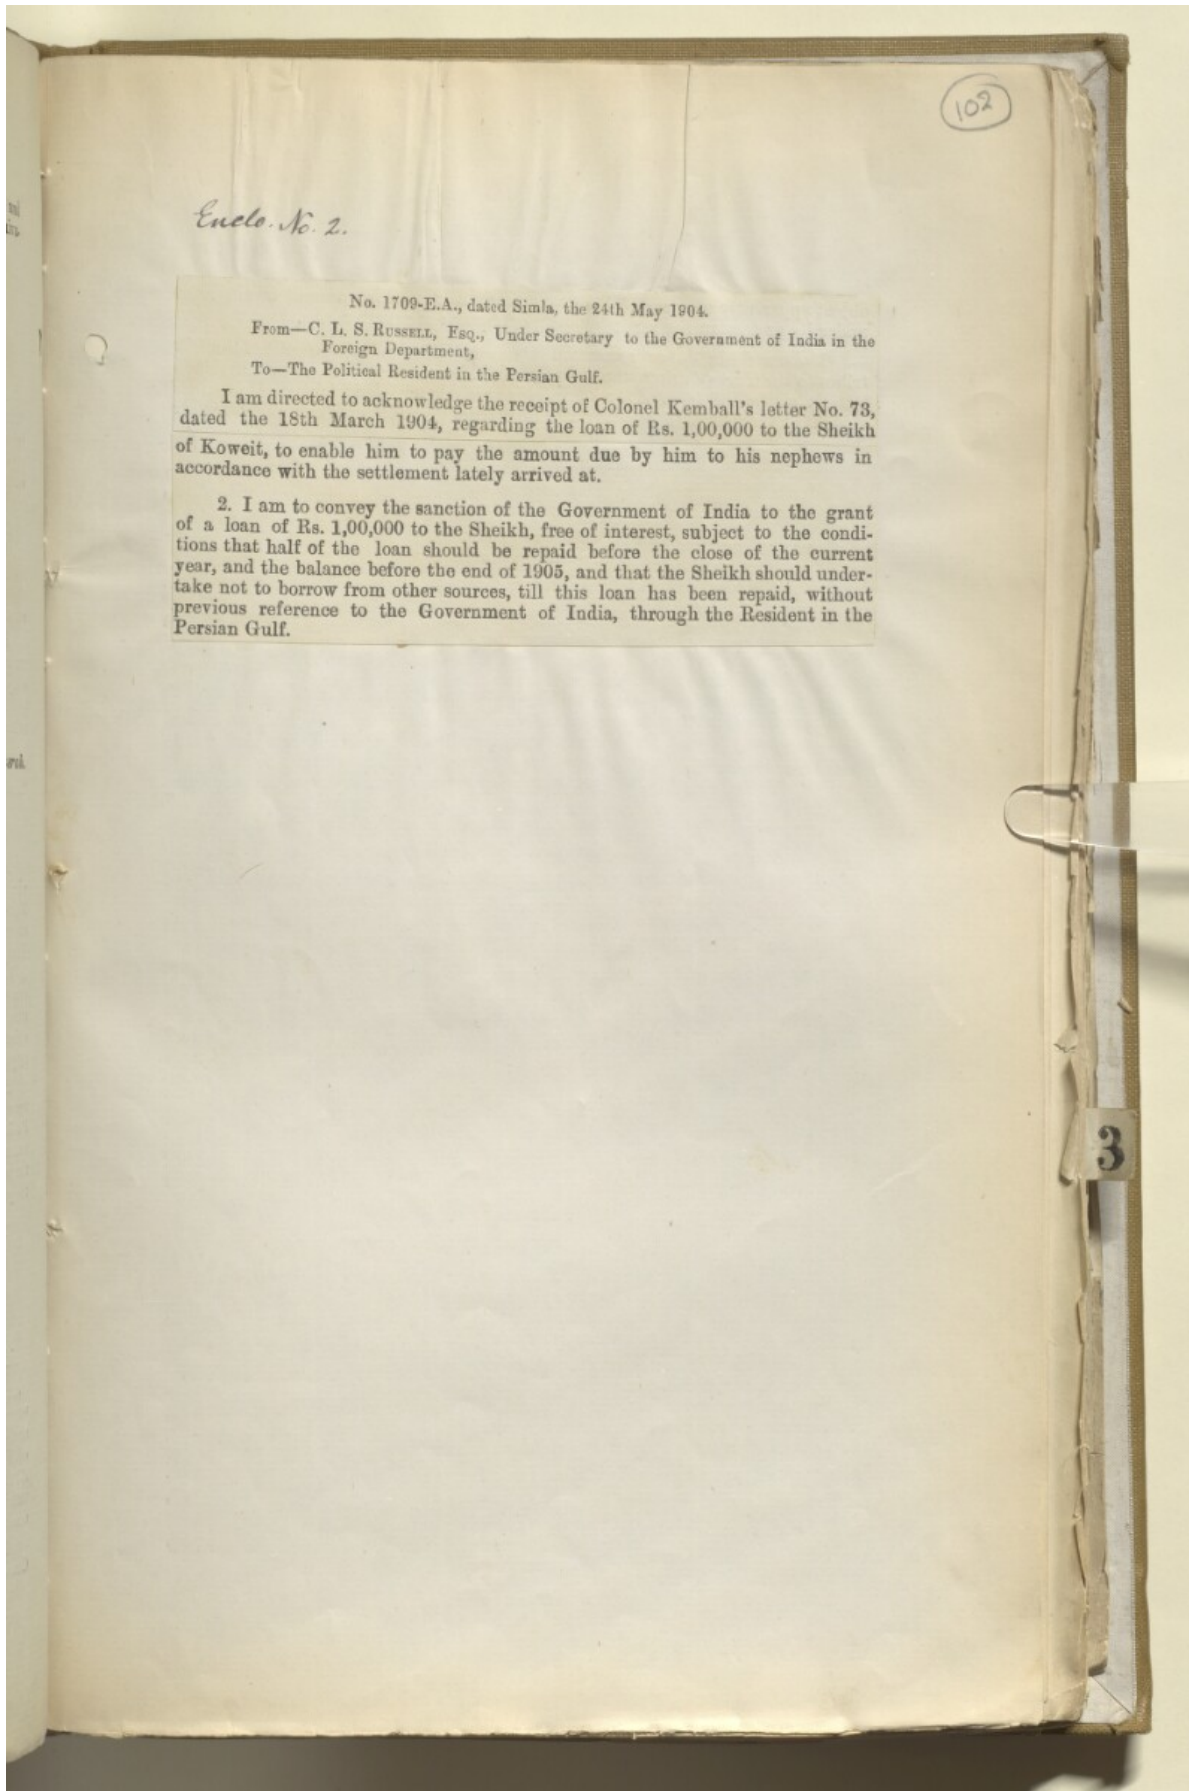 102
Enclo. No. 2.
No. 1709-E.A., dated Simla, the 24th May 1904.
From—C. L. S. RUSSELL, ESQ., Under Secretary to the Government of India in the
Foreign Department,
To—The Political Resident in the Persian Gulf.
I am directed to acknowledge the receipt of Colonel Kemball's letter No. 73,
dated the 18th March 1904, regarding the loan of Rs. 1,00,000 to the Sheikh
of Koweit, to enable him to pay the amount due by him to his nephews in
accordance with the settlement lately arrived at.
2. I am to convey the sanction of the Government of India to the grant
of a loan of Rs. 1,00,000 to the Sheikh, free of interest, subject to the condi-
tions that half of the loan should be repaid before the close of the current
year, and the balance before the end of 1905, and that the Sheikh should under-
take not to borrow from other sources, till this loan has been repaid, without
previous reference to the Government of India, through the Resident in the
Persian Gulf.
3